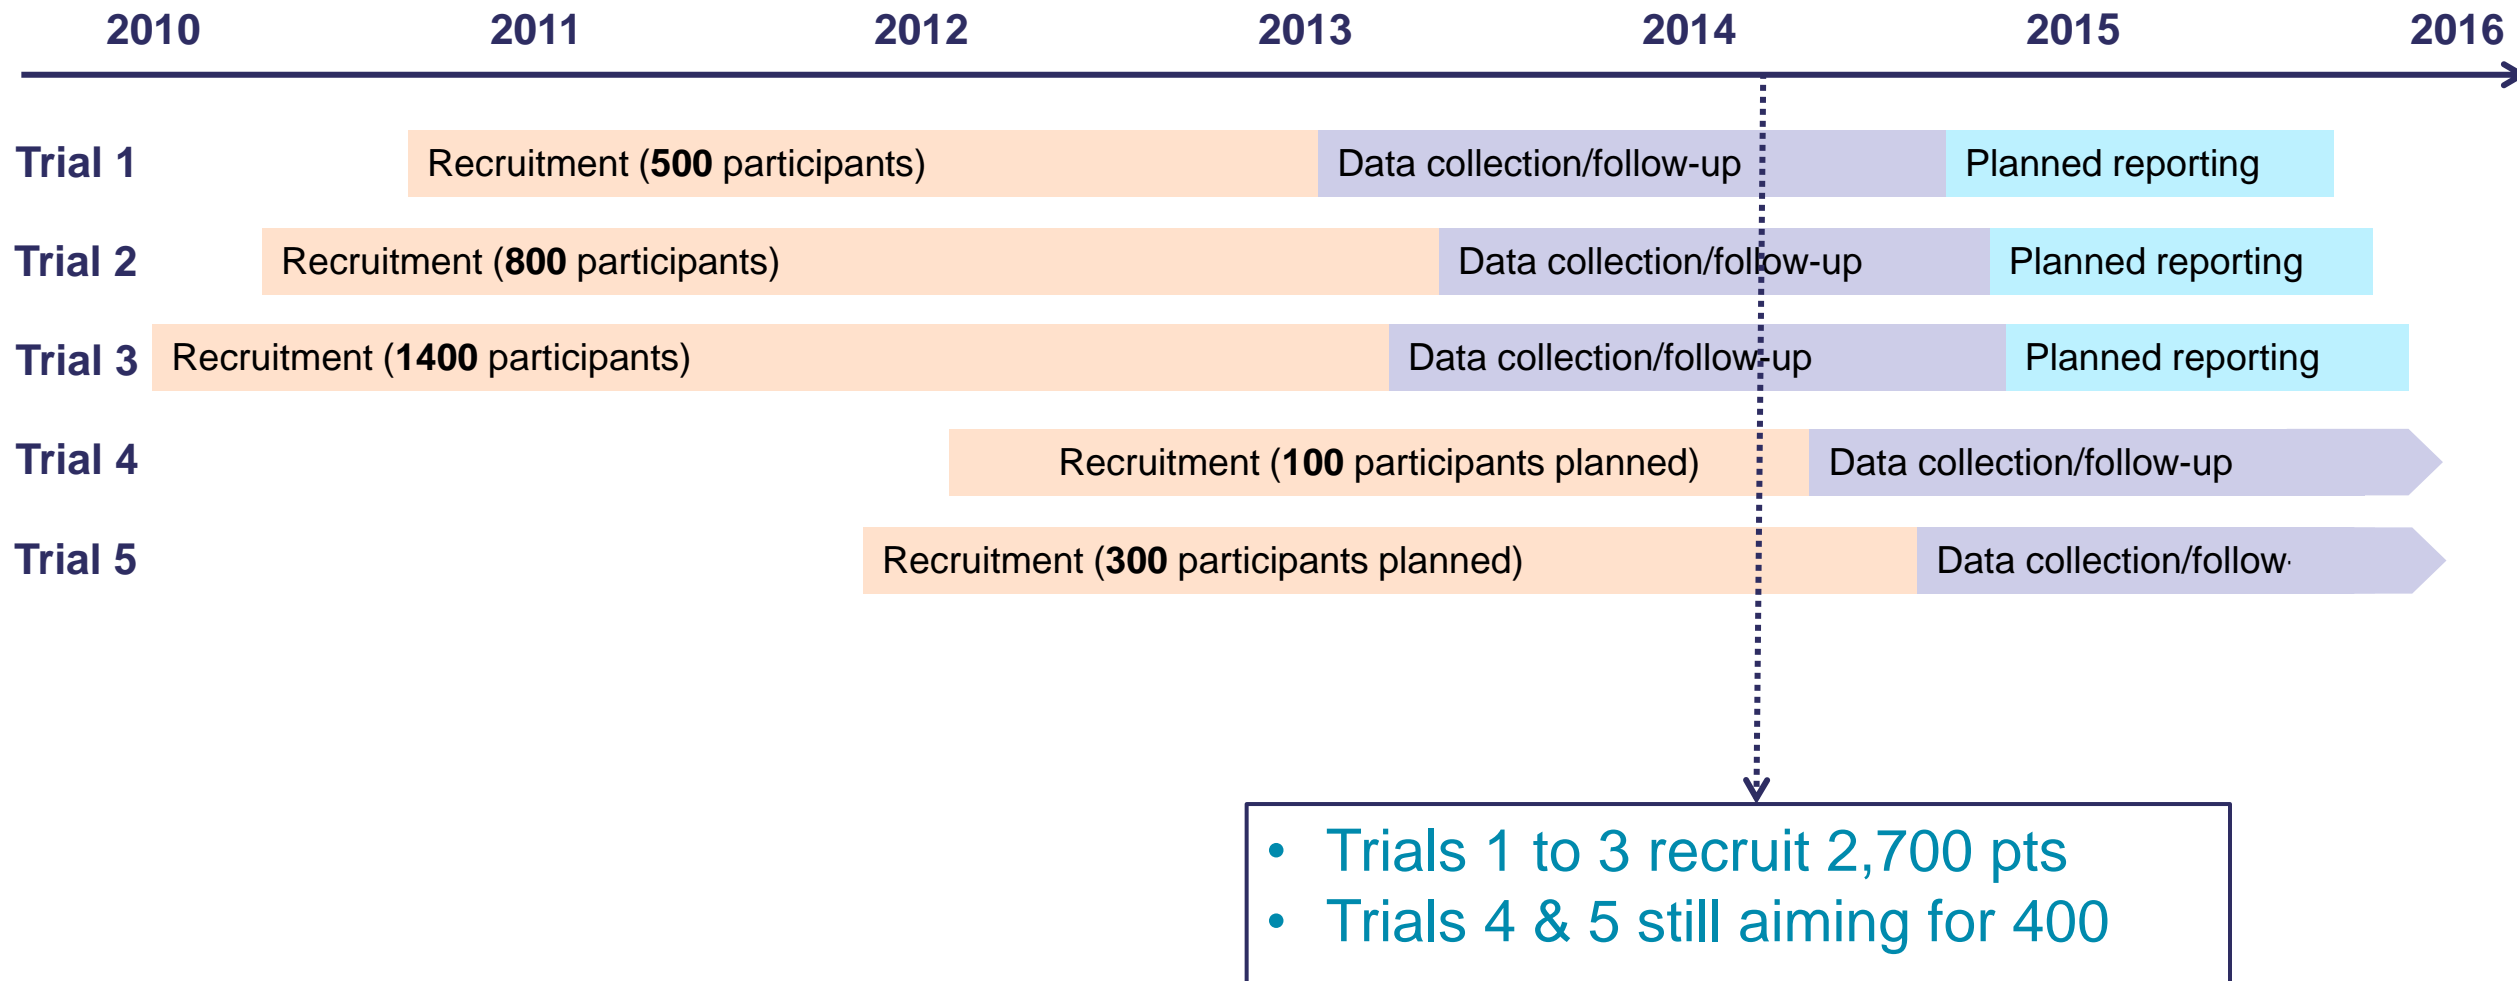 2010 2011 2012 2013 2014 2015 2016
Trial 1 Recruitment (500 participants) Data collection/follow-up Planned reporting
Trial 2 Recruitment (800 participants) Data collection/follow-up Planned reporting
Trial 3 Recruitment (1400 participants) Data collection/follow-up Planned reporting
Trial 4 Recruitment (100 participants planned) Data collection/follow-up
Trial 5 Recruitment (300 participants planned) Data collection/follow-
• Trials 1 to 3 recruit 2,700 pts
• Trials 4 & 5 still aiming for 400